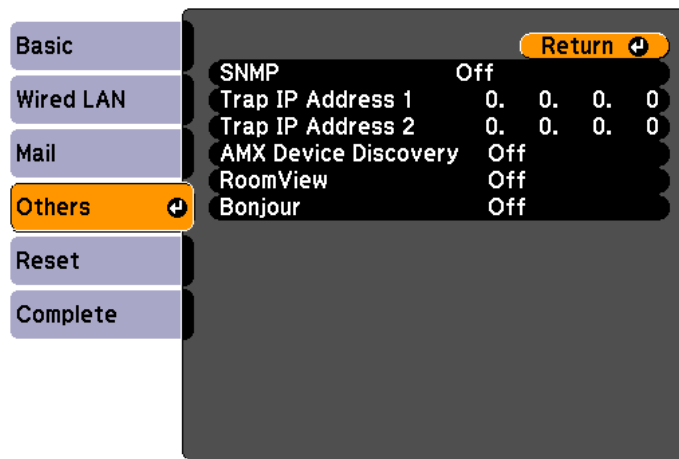 Basic
Wired LAN
Mail
Others
Reset
Complete
Return
SNMP Off
Trap IP Address 1 0. 0. 0. 0
Trap IP Address 2 0. 0. 0. 0
AMX Device Discovery Off
RoomView Off
Bonjour Off